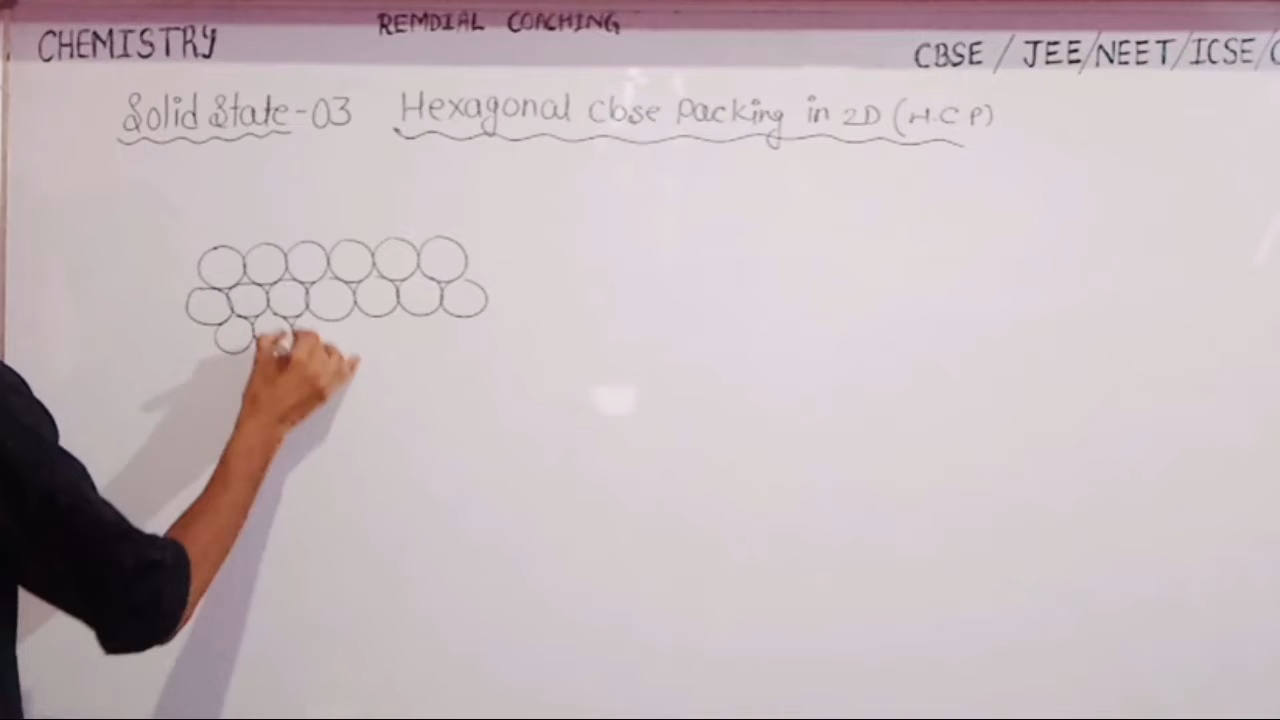 REMDIAL COACHING
CHEMISTRY
CBSE / JEE/NEET/ICSE/
Solid State-03 Hexagonal close packing in 2D (H.C P)